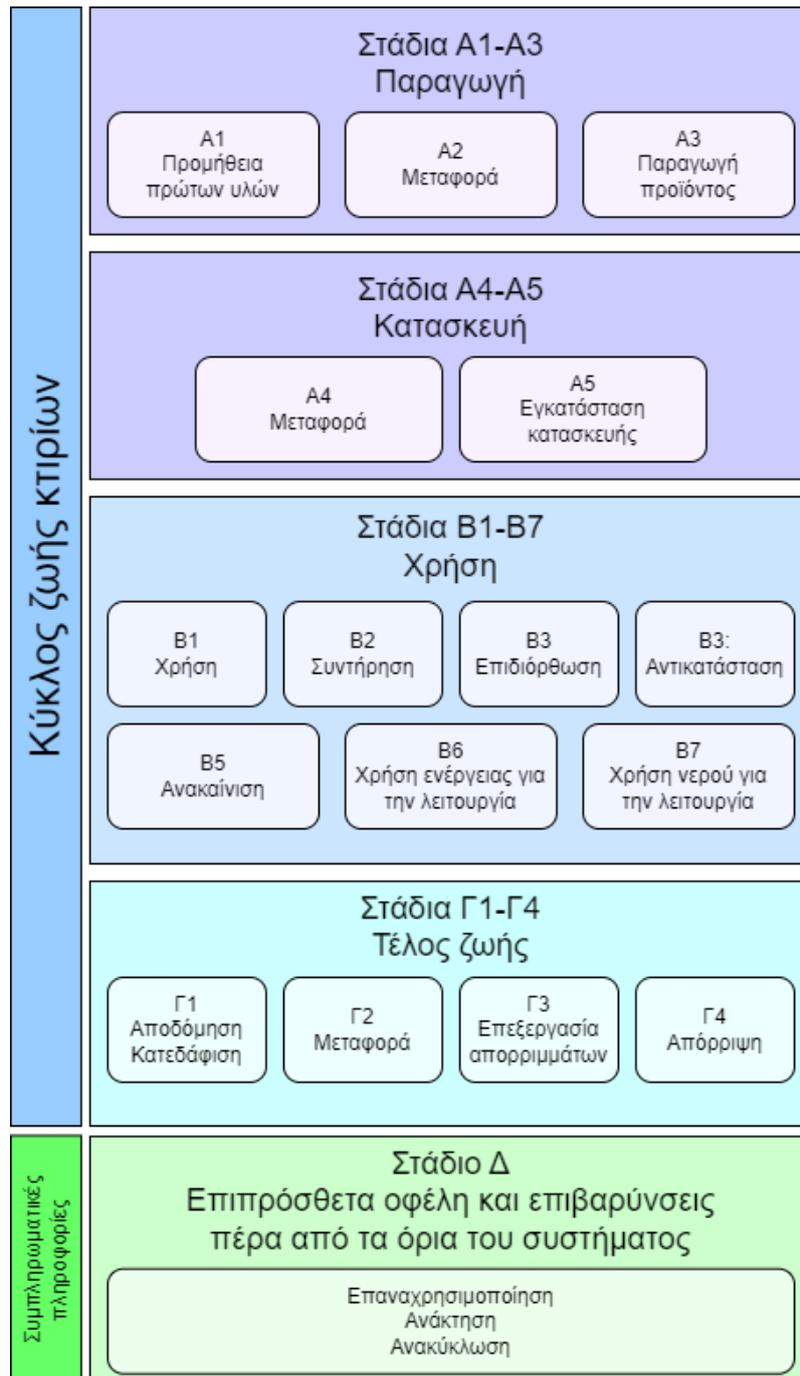 Κύκλος ζωής κτιρίων
Στάδια Α1-Α3
Παραγωγή
Α1
Προμήθεια
πρώτων υλών
Α2
Μεταφορά
Α3
Παραγωγή
προϊόντος
Στάδια Α4-Α5
Κατασκευή
Α4
Μεταφορά
Α5
Εγκατάσταση
κατασκευής
Στάδια Β1-Β7
Χρήση
Β1
Χρήση
Β2
Συντήρηση
Β3
Επιδιόρθωση
Β3:
Αντικατάσταση
Β5
Ανακαίνιση
Β6
Χρήση ενέργειας για
την λειτουργία
Β7
Χρήση νερού για
την λειτουργία
Στάδια Γ1-Γ4
Τέλος ζωής
Γ1
Αποδόμηση
Κατεδάφιση
Γ2
Μεταφορά
Γ3
Επεξεργασία
απορριμμάτων
Γ4
Απόρριψη
Συμπληρωματικές
πληροφορίες
Στάδιο Δ
Επιπρόσθετα οφέλη και επιβαρύνσεις
πέρα από τα όρια του συστήματος
Επαναχρησιμοποίηση
Ανάκτηση
Ανακύκλωση